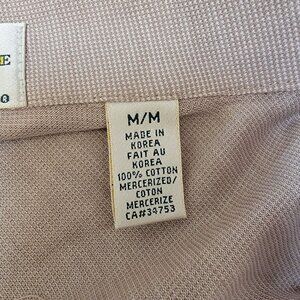 E
M/M
MADE IN
KOREA
FAIT AU
KOREA
100% COTTON
MERCERIZED/
COTON
MERCERIZE
CA#34753